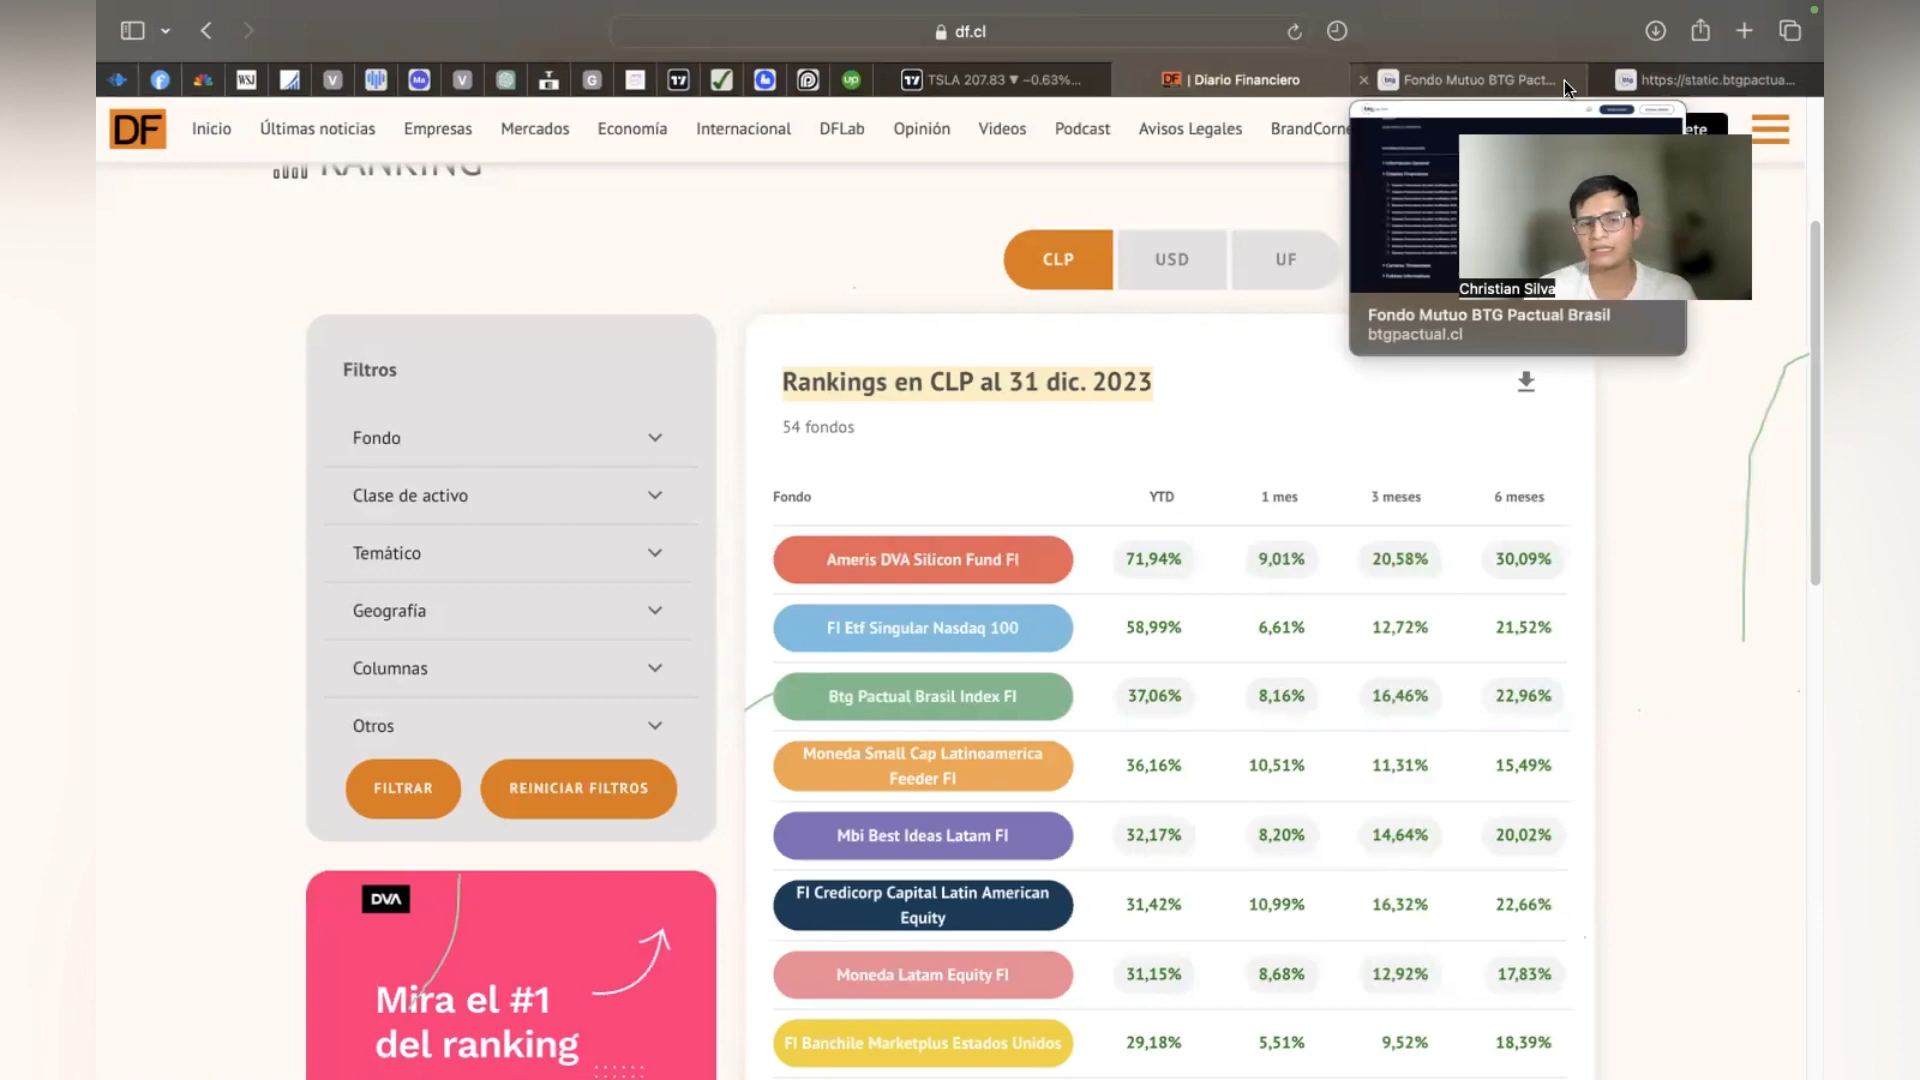 df.cl
WSJ
V
Ma
V
G
17
up
17 TSLA 207.83 ▼ −0.63%...
DF | Diario Financiero
Fondo Mutuo BTG Pact...
https://static.btgpactua...
DF
Inicio
Últimas noticias
Empresas
Mercados
Economía
Internacional
DFLab
Opinión
Videos
Podcast
Avisos Legales
BrandCorne
ete
RANKING
CLP
USD
UF
Christian Silva
Fondo Mutuo BTG Pactual Brasil
btgpactual.cl
Filtros
Fondo
Clase de activo
Temático
Geografía
Columnas
Otros
FILTRAR
REINICIAR FILTROS
DVA
Mira el #1
del ranking
Rankings en CLP al 31 dic. 2023
54 fondos
Fondo YTD 1 mes 3 meses 6 meses
Ameris DVA Silicon Fund FI 71,94% 9,01% 20,58% 30,09%
FI Etf Singular Nasdaq 100 58,99% 6,61% 12,72% 21,52%
Btg Pactual Brasil Index FI 37,06% 8,16% 16,46% 22,96%
Moneda Small Cap Latinoamerica
Feeder FI 36,16% 10,51% 11,31% 15,49%
Mbi Best Ideas Latam FI 32,17% 8,20% 14,64% 20,02%
FI Credicorp Capital Latin American
Equity 31,42% 10,99% 16,32% 22,66%
Moneda Latam Equity FI 31,15% 8,68% 12,92% 17,83%
FI Banchile Marketplus Estados Unidos 29,18% 5,51% 9,52% 18,39%